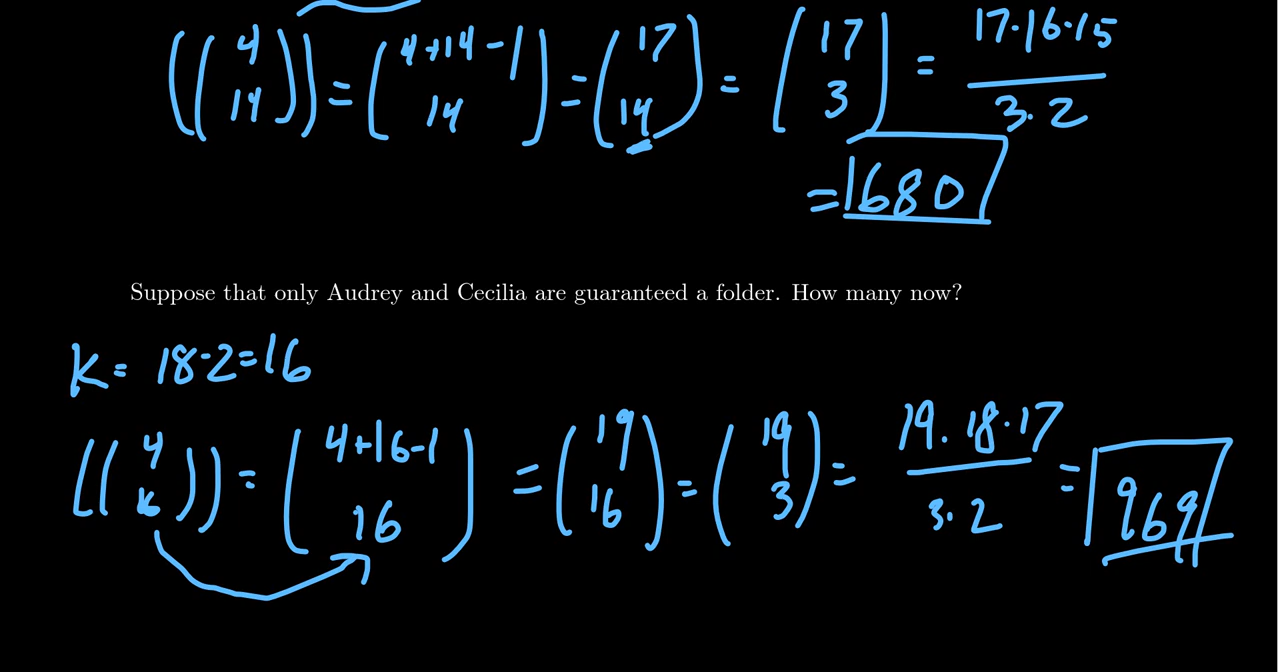 ((4 14)) = (4+14-1 14) = (17 14) = (17 3) = 17·16·15 / 3·2
= 1680
Suppose that only Audrey and Cecilia are guaranteed a folder. How many now?
K = 18-2=16
((4 k)) = (4+16-1 16) = (19 16) = (19 3) = 19·18·17 / 3·2 = 969